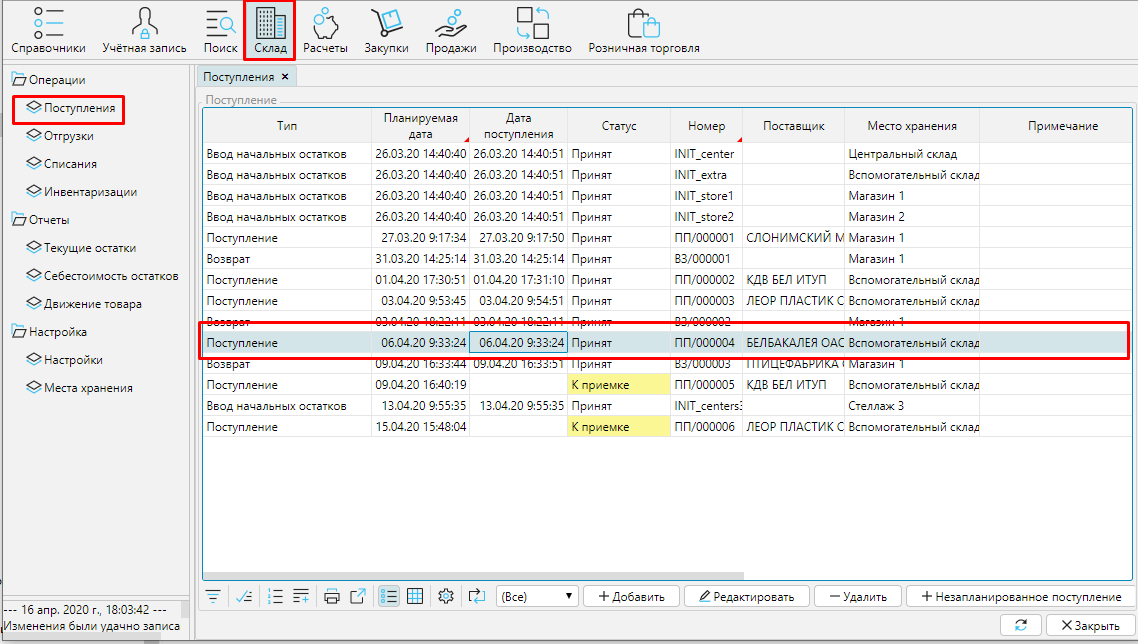 Справочники Учётная запись Поиск Склад Расчеты Закупки Продажи Производство Розничная торговля
Операции
Поступления
Отгрузки
Списания
Инвентаризации
Отчеты
Текущие остатки
Себестоимость остатков
Движение товара
Настройка
Настройки
Места хранения
--- 16 апр. 2020 г., 18:03:42 ---
Изменения были удачно записа
Поступления ×
Поступление
Тип Планируемая дата Дата поступления Статус Номер Поставщик Место хранения Примечание
Ввод начальных остатков 26.03.20 14:40:40 26.03.20 14:40:51 Принят INIT_center Центральный склад
Ввод начальных остатков 26.03.20 14:40:40 26.03.20 14:40:51 Принят INIT_extra Вспомогательный склад
Ввод начальных остатков 26.03.20 14:40:40 26.03.20 14:40:51 Принят INIT_store1 Магазин 1
Ввод начальных остатков 26.03.20 14:40:40 26.03.20 14:40:51 Принят INIT_store2 Магазин 2
Поступление 27.03.20 9:17:34 27.03.20 9:17:50 Принят ПП/000001 СЛОНИМСКИЙ М Магазин 1
Возврат 31.03.20 14:25:14 31.03.20 14:25:14 Принят ВЗ/000001 Магазин 1
Поступление 01.04.20 17:30:51 01.04.20 17:31:10 Принят ПП/000002 КДВ БЕЛ ИТУП Вспомогательный склад
Поступление 03.04.20 9:53:45 03.04.20 9:54:51 Принят ПП/000003 ЛЕОР ПЛАСТИК С Вспомогательный склад
Возврат 03.04.20 18:22:11 03.04.20 18:22:11 Принят ВЗ/000002 Магазин 1
Поступление 06.04.20 9:33:24 06.04.20 9:33:24 Принят ПП/000004 БЕЛБАКАЛЕЯ ОАО Вспомогательный склад
Возврат 09.04.20 16:33:44 09.04.20 16:33:51 Принят ВЗ/000003 ПТИЦЕФАБРИКА Магазин 1
Поступление 09.04.20 16:40:19 К приемке ПП/000005 КДВ БЕЛ ИТУП Вспомогательный склад
Ввод начальных остатков 13.04.20 9:55:35 13.04.20 9:55:35 Принят INIT_centers3 Стеллаж 3
Поступление 15.04.20 15:48:04 К приемке ПП/000006 ЛЕОР ПЛАСТИК С Вспомогательный склад
(Все) Добавить Редактировать Удалить Незапланированное поступление
Закрыть